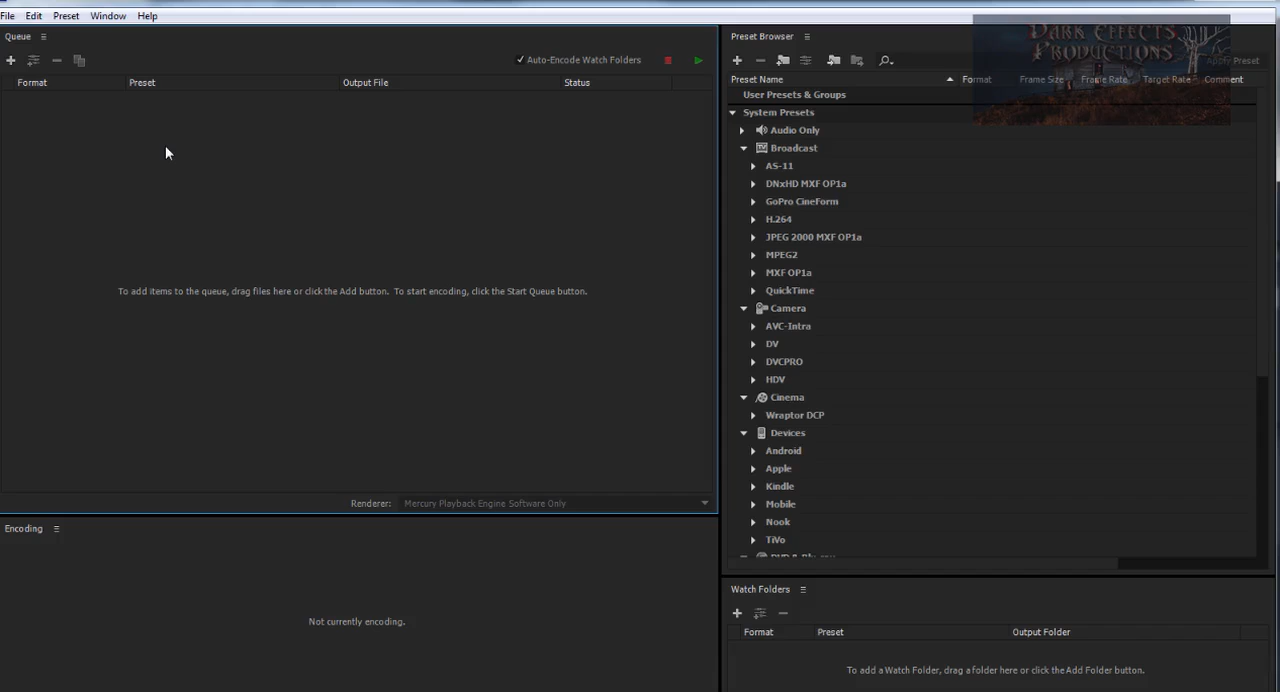 File Edit Preset Window Help
Queue
Auto-Encode Watch Folders
Format Preset Output File Status
To add items to the queue, drag files here or click the Add button. To start encoding, click the Start Queue button.
Renderer: Mercury Playback Engine Software Only
Encoding
Not currently encoding.
Preset Browser
DARK EFFECTS
PRODUCTIONS
Apply Preset
Preset Name Format Frame Size Frame Rate Target Rate Comment
User Presets & Groups
System Presets
Audio Only
Broadcast
AS-11
DNxHD MXF OP1a
GoPro CineForm
H.264
JPEG 2000 MXF OP1a
MPEG2
MXF OP1a
QuickTime
Camera
AVC-Intra
DV
DVCPRO
HDV
Cinema
Wraptor DCP
Devices
Android
Apple
Kindle
Mobile
Nook
TiVo
DVD & Blu-ray
Watch Folders
Format Preset Output Folder
To add a Watch Folder, drag a folder here or click the Add Folder button.